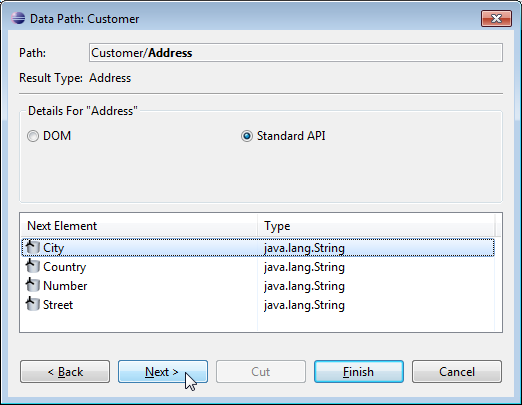 Data Path: Customer
Path: Customer/Address
Result Type: Address
Details For "Address"
DOM Standard API
Next Element Type
City java.lang.String
Country java.lang.String
Number java.lang.String
Street java.lang.String
< Back Next > Cut Finish Cancel